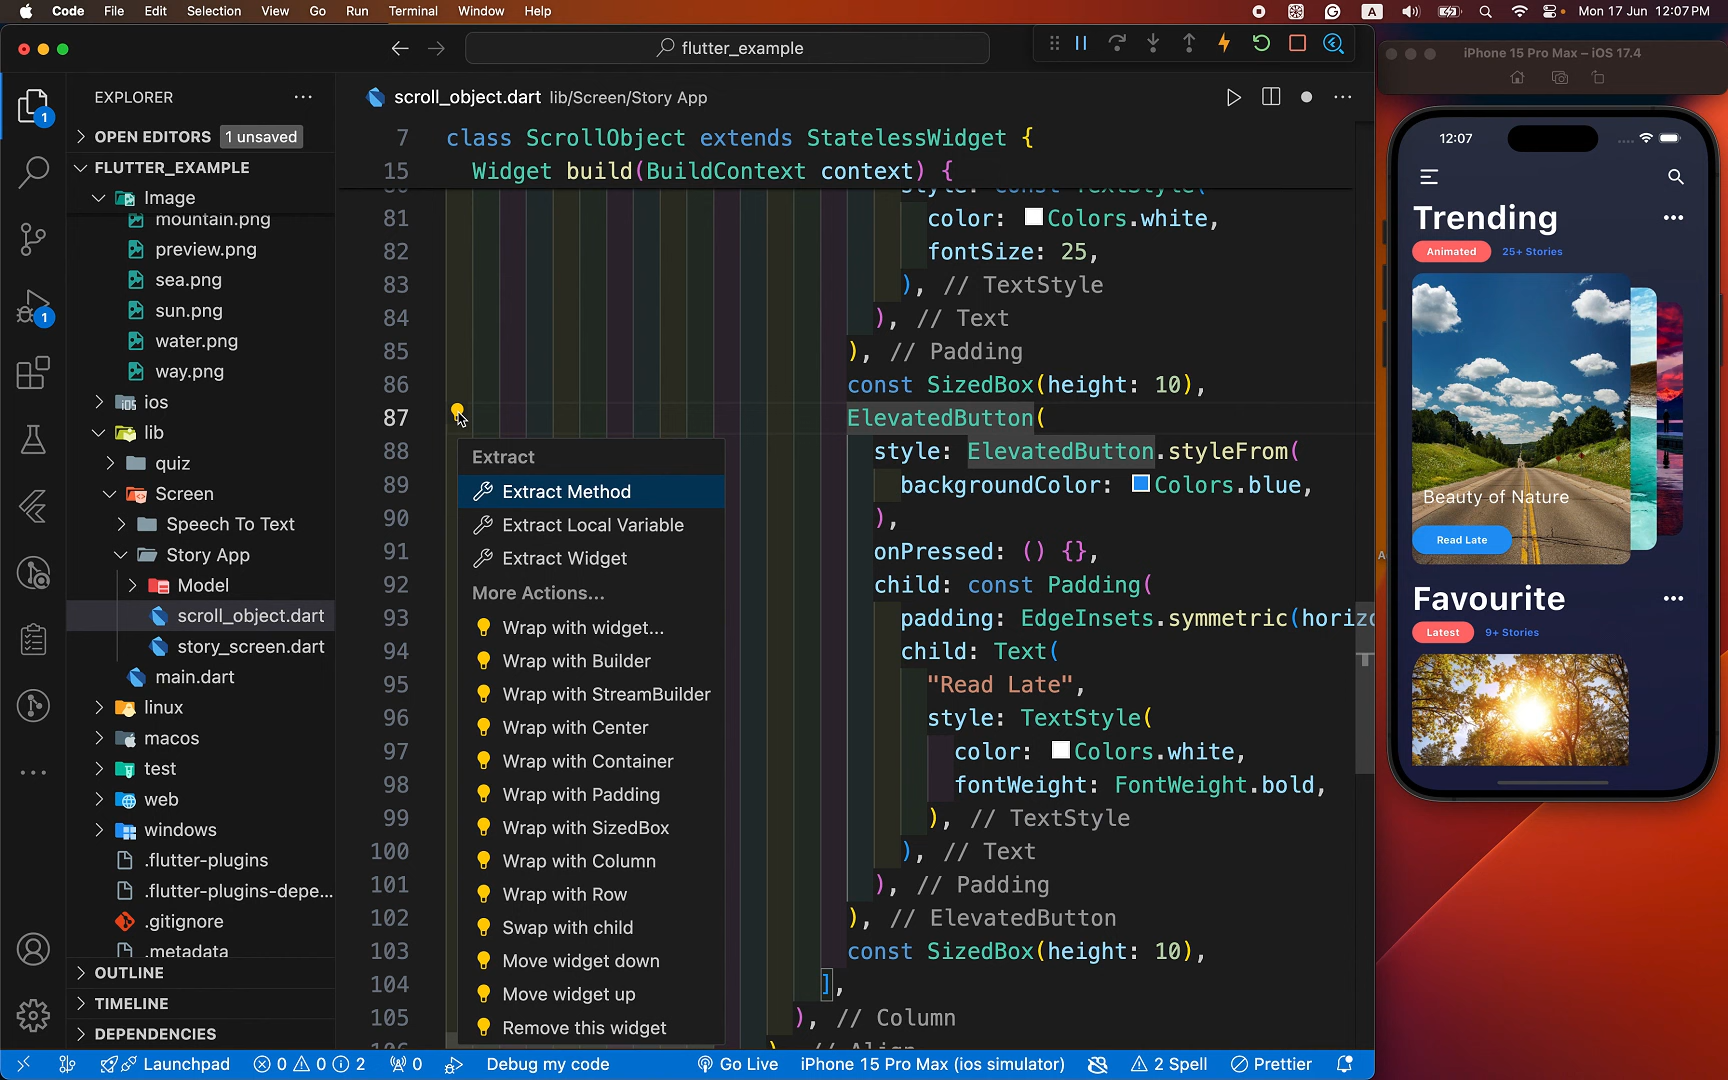 Code File Edit Selection View Go Run Terminal Window Help
A
Mon 17 Jun 12:07 PM
flutter_example
EXPLORER
OPEN EDITORS 1 unsaved
FLUTTER_EXAMPLE
Image
mountain.png
preview.png
sea.png
sun.png
water.png
way.png
ios
lib
quiz
Screen
Speech To Text
Story App
Model
scroll_object.dart
story_screen.dart
main.dart
linux
macos
test
web
windows
.flutter-plugins
.flutter-plugins-depe...
.gitignore
.metadata
OUTLINE
TIMELINE
DEPENDENCIES
1
1
scroll_object.dart lib/Screen/Story App
7 class ScrollObject extends StatelessWidget {
15 Widget build(BuildContext context) {
80 style: const TextStyle(
81 color: Colors.white,
82 fontSize: 25,
83 ), // TextStyle
84 ), // Text
85 ), // Padding
86 const SizedBox(height: 10),
87 ElevatedButton(
88 style: ElevatedButton.styleFrom(
89 backgroundColor: Colors.blue,
90 ),
91 onPressed: () {},
92 child: const Padding(
93 padding: EdgeInsets.symmetric(horizo
94 child: Text(
95 "Read Late",
96 style: TextStyle(
97 color: Colors.white,
98 fontWeight: FontWeight.bold,
99 ), // TextStyle
100 ), // Text
101 ), // Padding
102 ), // ElevatedButton
103 const SizedBox(height: 10),
104 ],
105 ), // Column
106 ), // Align
Extract
Extract Method
Extract Local Variable
Extract Widget
More Actions...
Wrap with widget...
Wrap with Builder
Wrap with StreamBuilder
Wrap with Center
Wrap with Container
Wrap with Padding
Wrap with SizedBox
Wrap with Column
Wrap with Row
Swap with child
Move widget down
Move widget up
Remove this widget
Launchpad 0 0 2 0 Debug my code Go Live iPhone 15 Pro Max (ios simulator) 2 Spell Prettier
iPhone 15 Pro Max – iOS 17.4
12:07
Trending
Animated 25+ Stories
Beauty of Nature
Read Late
Favourite
Latest 9+ Stories